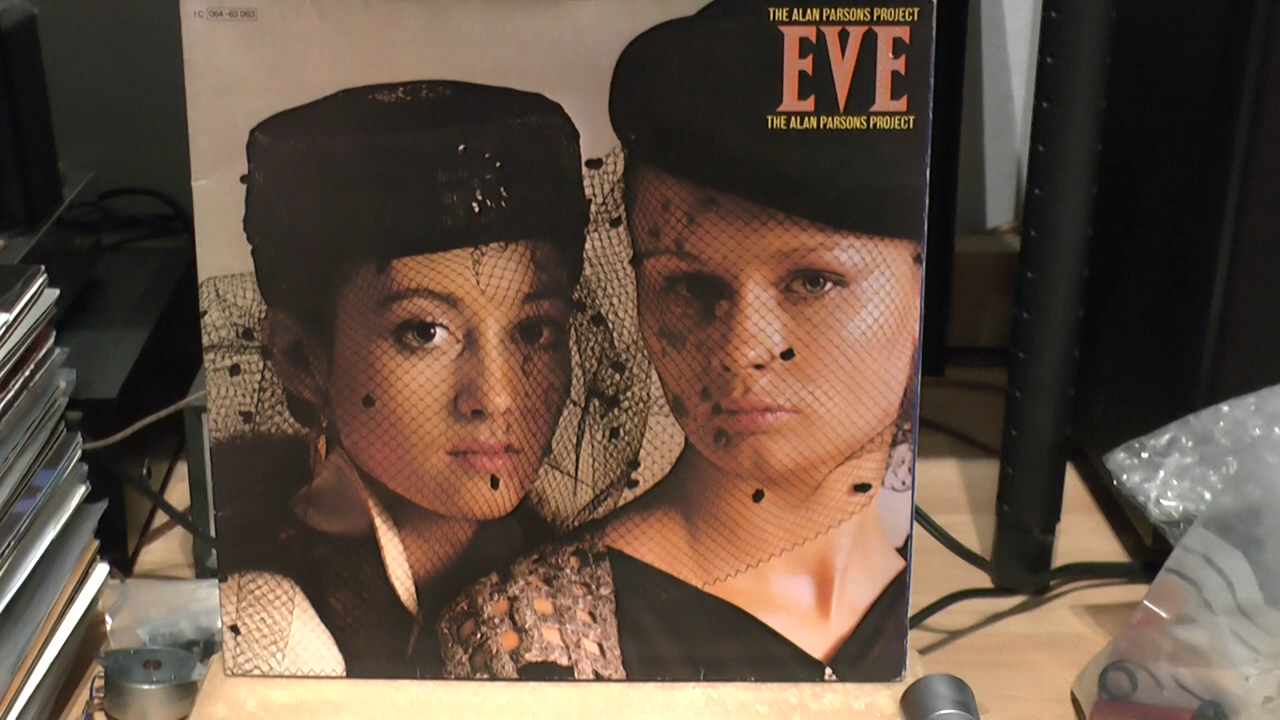 1C 064-63 063
THE ALAN PARSONS PROJECT
EVE
THE ALAN PARSONS PROJECT